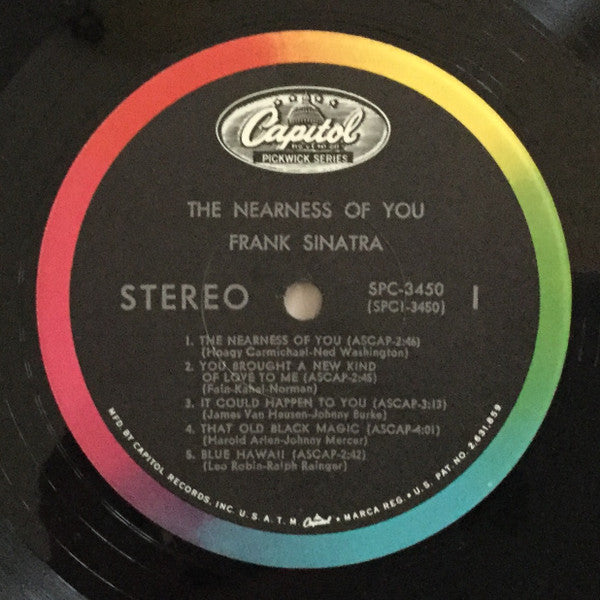 Capitol
PICKWICK SERIES
THE NEARNESS OF YOU
FRANK SINATRA
STEREO
SPC-3450
(SPC1-3450)
1
1. THE NEARNESS OF YOU (ASCAP-2:46)
(Hoagy Carmichael-Ned Washington)
2. YOU BROUGHT A NEW KIND
OF LOVE TO ME (ASCAP-2:45)
(Fain-Kahal-Norman)
3. IT COULD HAPPEN TO YOU (ASCAP-3:13)
(James Van Heusen-Johnny Burke)
4. THAT OLD BLACK MAGIC (ASCAP-4:01)
(Harold Arlen-Johnny Mercer)
5. BLUE HAWAII (ASCAP-2:42)
(Leo Robin-Ralph Rainger)
MFD. BY CAPITOL RECORDS, INC. U.S.A. T.M. Capitol • MARCA REG. • U.S. PAT. NO. 2,631,859